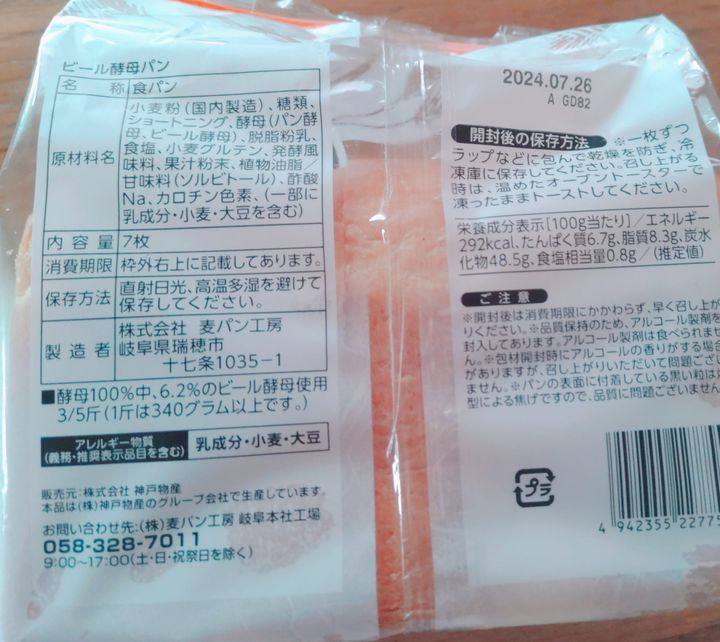 ビール酵母パン
名 称 食パン
原材料名
小麦粉(国内製造)、糖類、
ショートニング、酵母(パン酵
母、ビール酵母)、脱脂粉乳、
食塩、小麦グルテン、発酵風
味料、果汁粉末、植物油脂/
甘味料(ソルビトール)、酢酸
Na、カロチン色素、(一部に
乳成分・小麦・大豆を含む)
内 容 量 7枚
消費期限 枠外右上に記載してあります。
保存方法 直射日光、高温多湿を避けて
保存してください。
製 造 者 株式会社 麦パン工房
岐阜県瑞穂市
十七条1035-1
■酵母100%中、6.2%のビール酵母使用
3/5斤(1斤は340グラム以上です。)
アレルギー物質
(義務・推奨表示品目を含む)
乳成分・小麦・大豆
販売元:株式会社 神戸物産
本品は(株)神戸物産のグループ会社で生産しています。
お問い合わせ先:(株)麦パン工房 岐阜本社工場
058-328-7011
9:00~17:00(土・日・祝祭日を除く)
2024.07.26
A GD82
開封後の保存方法 ※一枚ずつ
ラップなどに包んで乾燥を防ぎ、冷
凍庫に保存してください。召し上がる
時は、温めたオーブントースターで
凍ったままトーストしてください。
栄養成分表示[100g当たり]/エネルギー
292kcal、たんぱく質6.7g、脂質8.3g、炭水
化物48.5g、食塩相当量0.8g/(推定値)
ご 注 意
※開封後は消費期限にかかわらず、早く召し上が
りください。※品質保持のため、アルコール製剤を
封入してあります。アルコール製剤は食べられませ
ん。※包材開封時にアルコールの香りがする場合
がありますが、召し上がりいただいて問題ござい
ません。※パンの表面に付着している黒い粒は
型による焦げですので、品質に問題ございません
プラ
4 942355 22775